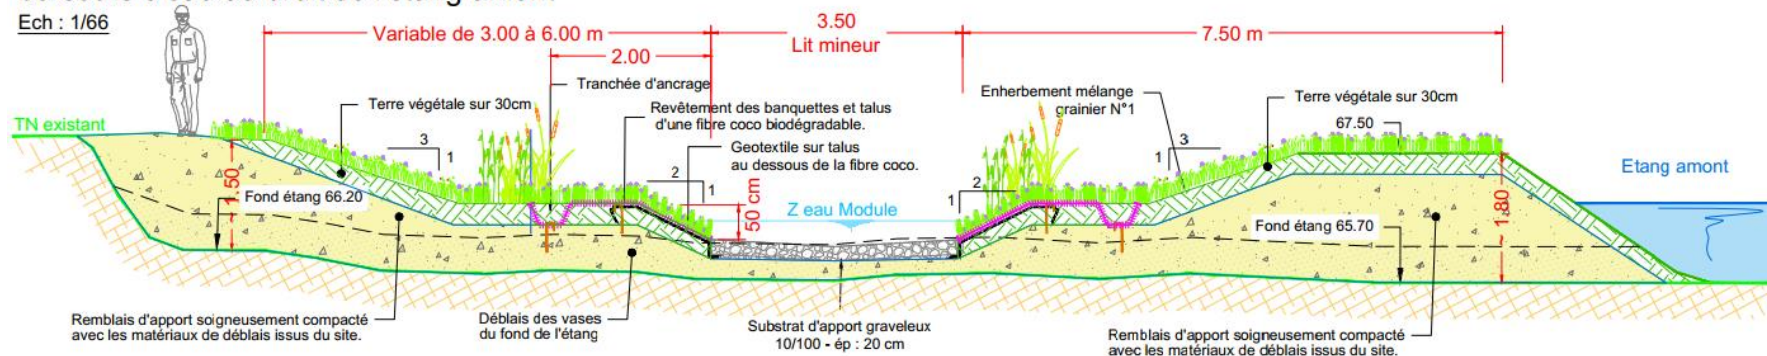 Ech : 1/66
Variable de 3.00 à 6.00 m
3.50
Lit mineur
7.50 m
2.00
Tranchée d'ancrage
Terre végétale sur 30cm
Revêtement des banquettes et talus
d'une fibre coco biodégradable.
Enherbement mélange
grainier N°1
Terre végétale sur 30cm
TN existant
67.50
3
1
Geotextile sur talus
au dessous de la fibre coco.
3
1
Etang amont
2
1
2
1
1.50
Fond étang 66.20
50 cm
Z eau Module
Fond étang 65.70
1.80
Remblais d'apport soigneusement compacté
avec les matériaux de déblais issus du site.
Déblais des vases
du fond de l'étang
Substrat d'apport graveleux
10/100 - ép : 20 cm
Remblais d'apport soigneusement compacté
avec les matériaux de déblais issus du site.